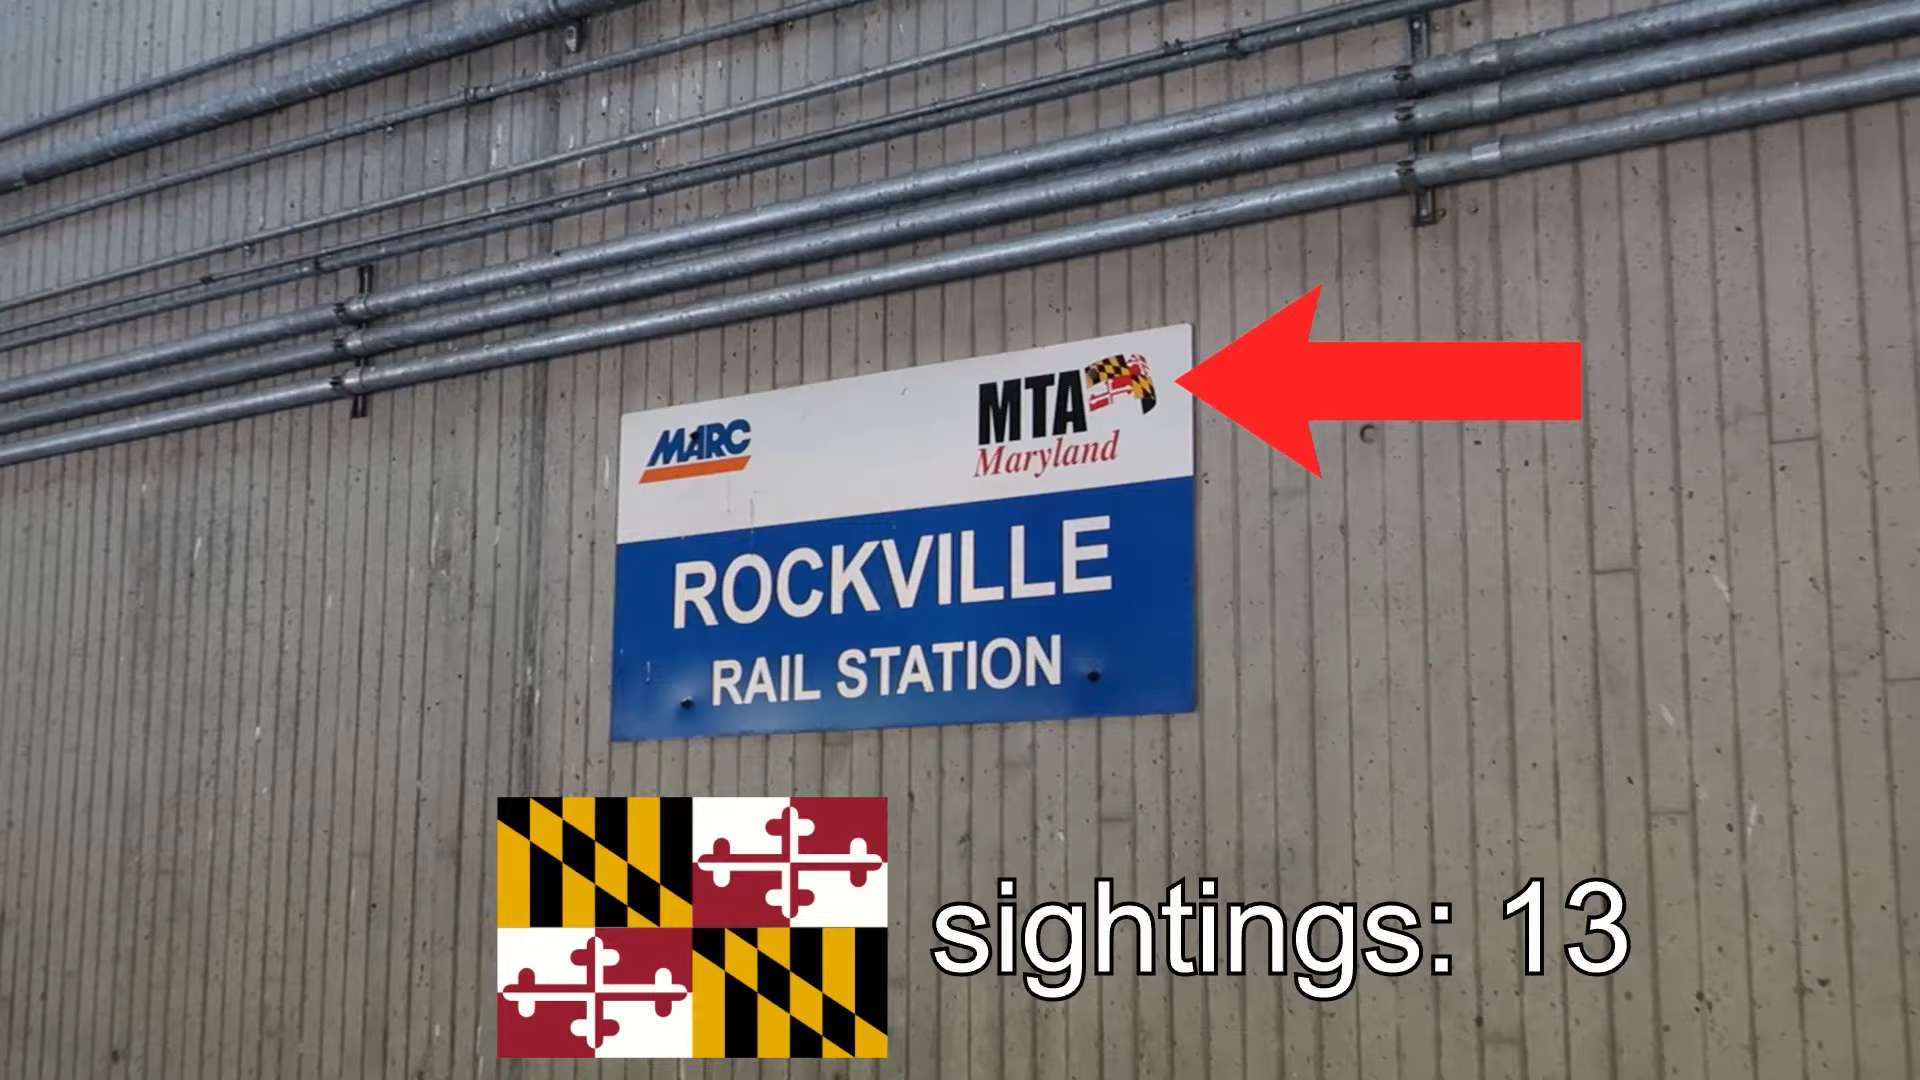 MARC
MTA
Maryland
ROCKVILLE
RAIL STATION
sightings: 13